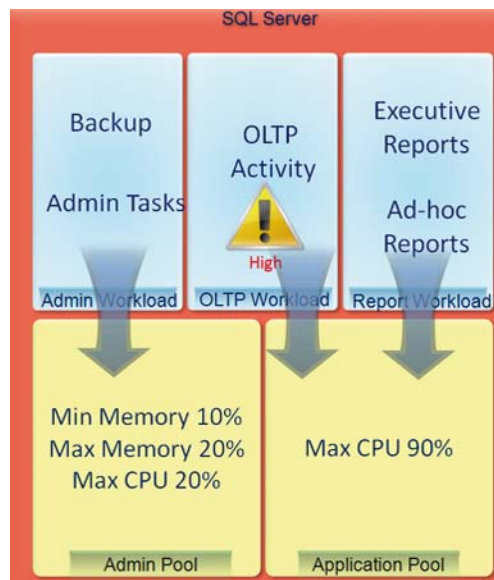 SQL Server
Backup
Admin Tasks
Admin Workload
OLTP
Activity
High
OLTP Workload
Executive
Reports
Ad-hoc
Reports
Report Workload
Min Memory 10%
Max Memory 20%
Max CPU 20%
Admin Pool
Max CPU 90%
Application Pool